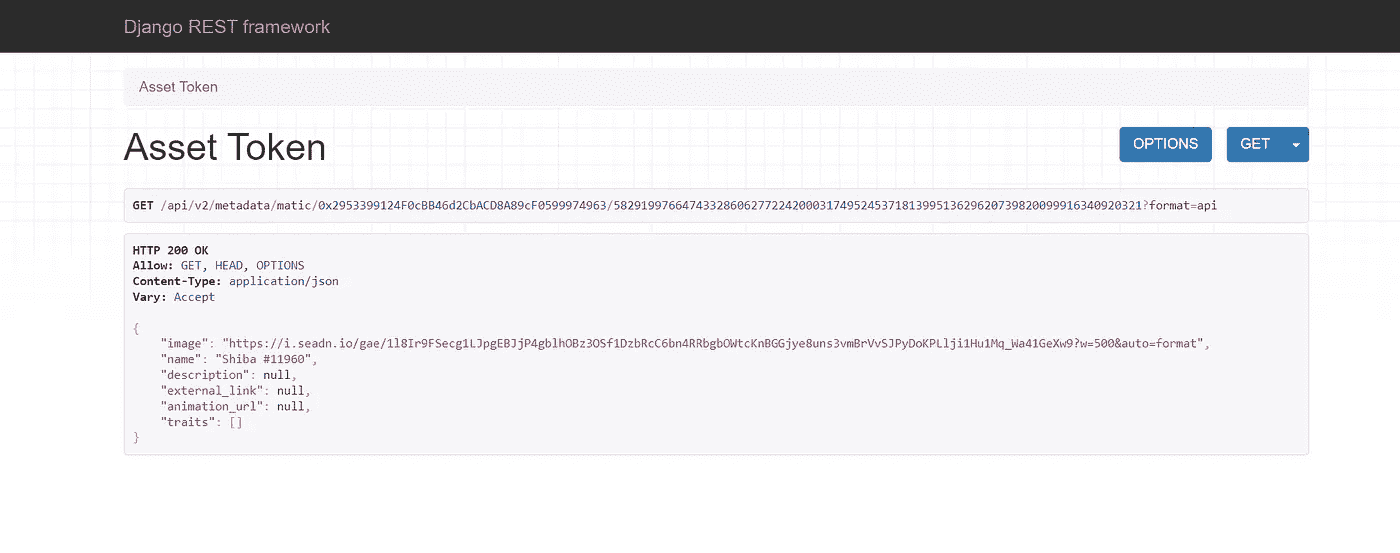 Django REST framework
Asset Token
Asset Token
OPTIONS
GET
GET /api/v2/metadata/matic/0x2953399124F0cBB46d2CbACD8A89cF0599974963/58291997664743328606277224200031749524537181399513629620739820099916340920321?format=api
HTTP 200 OK
Allow: GET, HEAD, OPTIONS
Content-Type: application/json
Vary: Accept
{
    "image": "https://i.seadn.io/gae/1l8Ir9FSecg1LJpgEBJjP4gblhOBz3OSf1DzbRcC6bn4RRbgbOWtcKnBGGjye8uns3vmBrVvSJPyDoKPLlji1Hu1Mq_Wa41GeXw9?w=500&auto=format",
    "name": "Shiba #11960",
    "description": null,
    "external_link": null,
    "animation_url": null,
    "traits": []
}